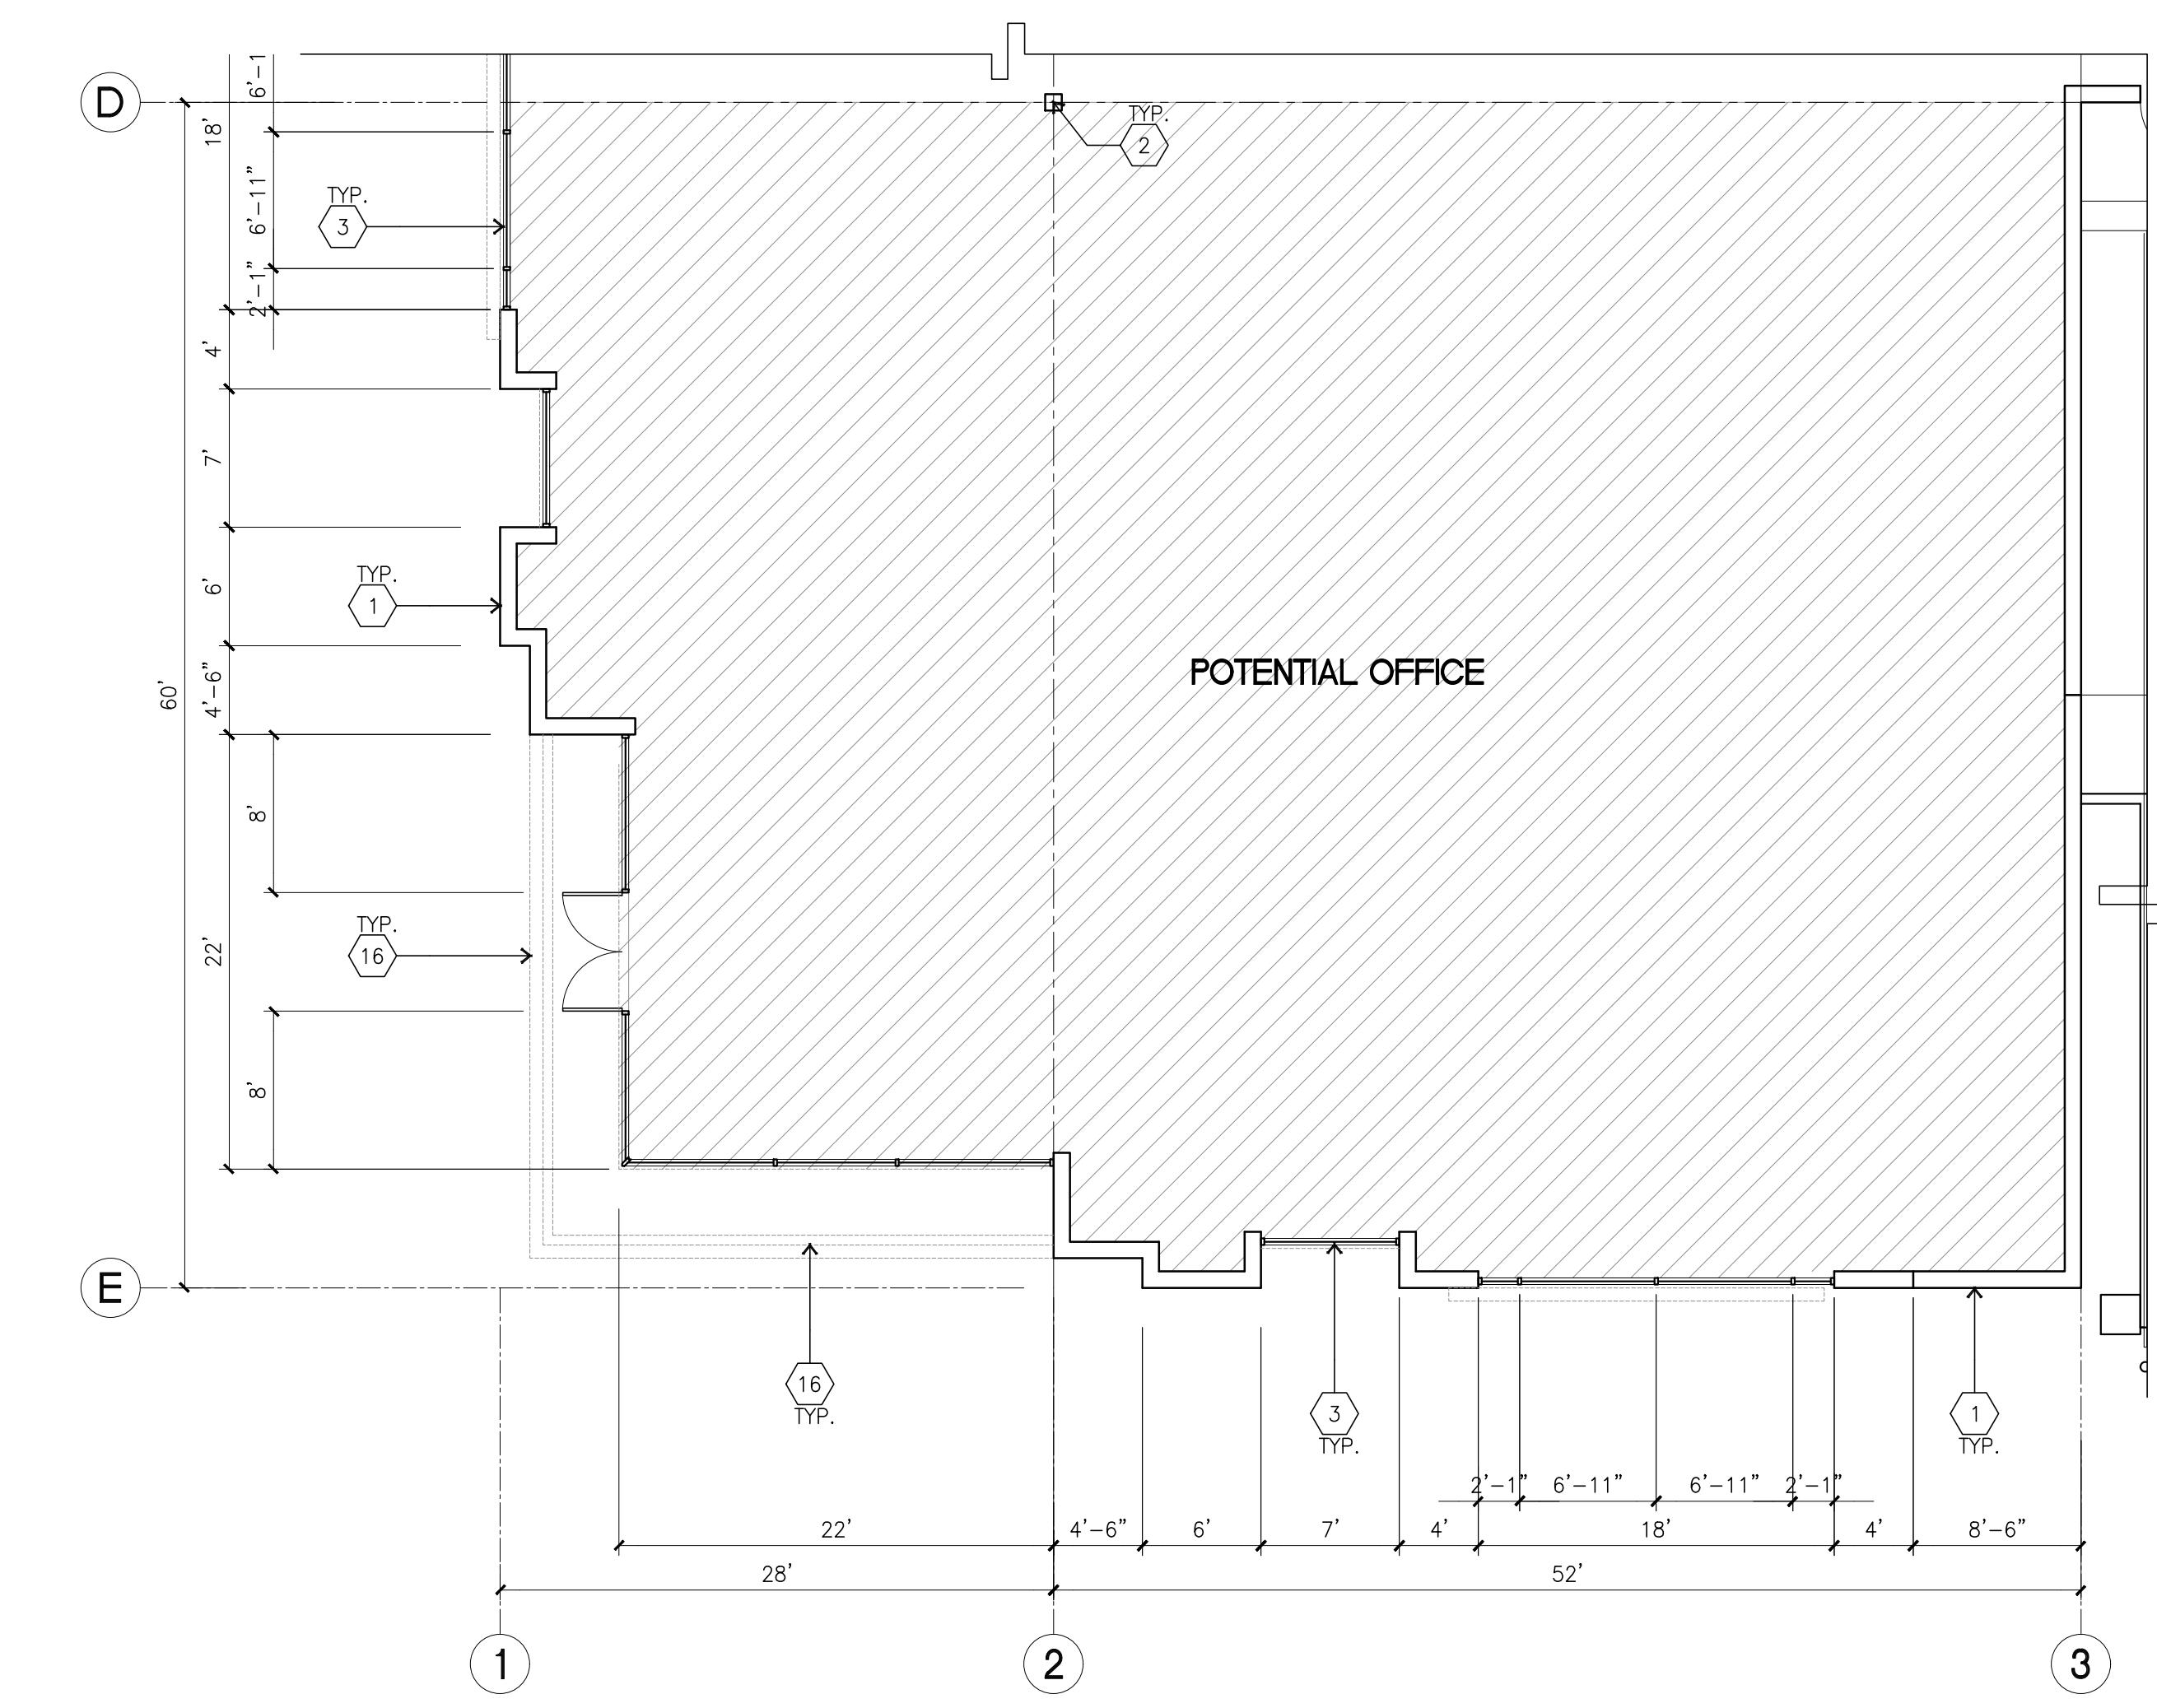 6'-1
D
18'
TYP.
2
6'-11"
TYP.
3
2'-1"
4'
7'
TYP.
1
6'
4'-6"
60'
POTENTIAL OFFICE
8'
TYP.
16
22'
8'
E
16
TYP.
3
TYP.
1
TYP.
2'-1" 6'-11" 6'-11" 2'-1"
22' 4'-6" 6' 7' 4' 18' 4' 8'-6"
28' 52'
1 2 3